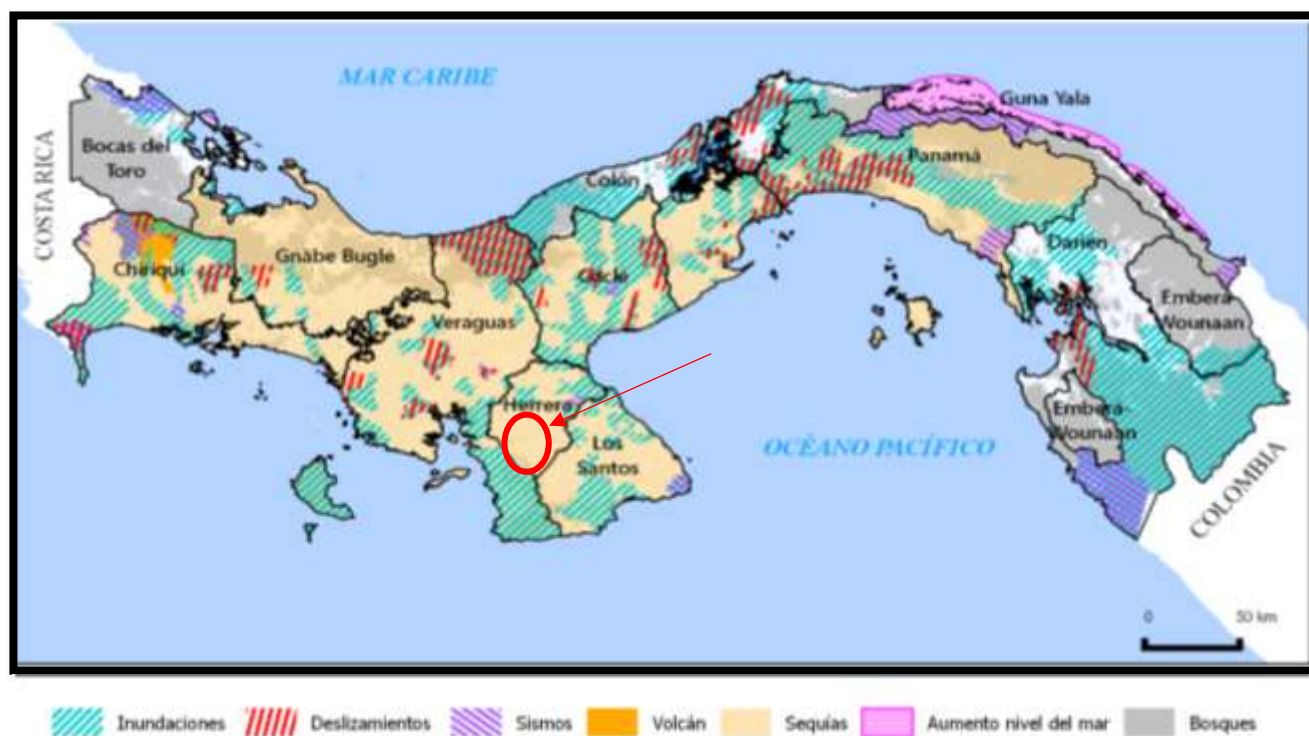 MAR CARIBE
Guna Yala
Bocas del
Toro
COSTA RICA
Colón
Panamá
Darién
Gnäbe Bugle
Chiriquí
Coclé
Emberá
Wounaan
Veraguas
Herrera
Emberá-
Wounaan
Los
Santos
OCÉANO PACÍFICO
COLOMBIA
0 50 km
Inundaciones Deslizamientos Sismos Volcán Sequías Aumento nivel del mar Bosques